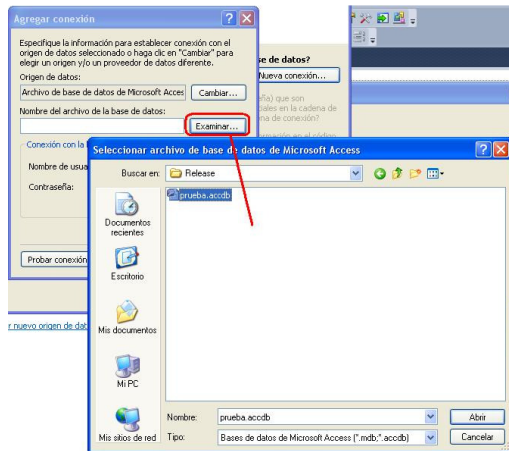 Agregar conexión
Especifique la información para establecer conexión con el
origen de datos seleccionado o haga clic en "Cambiar" para
elegir un origen y/o un proveedor de datos diferente.
Origen de datos:
Archivo de base de datos de Microsoft Acces
Cambiar...
Nombre del archivo de la base de datos:
Examinar...
Conexión con la
Nombre de usua
Contraseña:
Probar conexión
se de datos?
Nueva conexión...
eña) que son
iales en la cadena de
na de conexión?
r nuevo origen de dat
Seleccionar archivo de base de datos de Microsoft Access
Buscar en:
Release
prueba.accdb
Documentos
recientes
Escritorio
Mis documentos
Mi PC
Mis sitios de red
Nombre:
prueba.accdb
Abrir
Tipo:
Bases de datos de Microsoft Access (*.mdb;*.accdb)
Cancelar